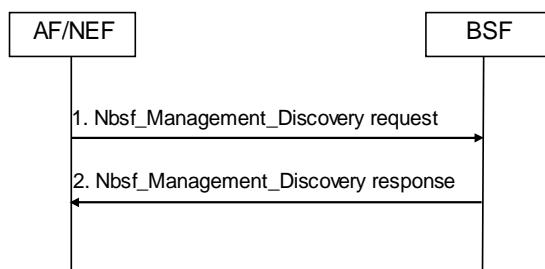 AF/NEF
BSF
1. Nbsf_Management_Discovery request
2. Nbsf_Management_Discovery response